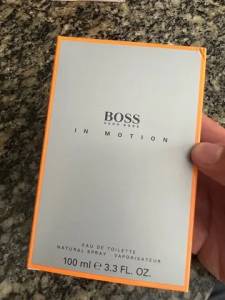 BOSS
HUGO BOSS
IN MOTION
EAU DE TOILETTE
NATURAL SPRAY VAPORISATEUR
100 ml ℮ 3.3 FL. OZ.